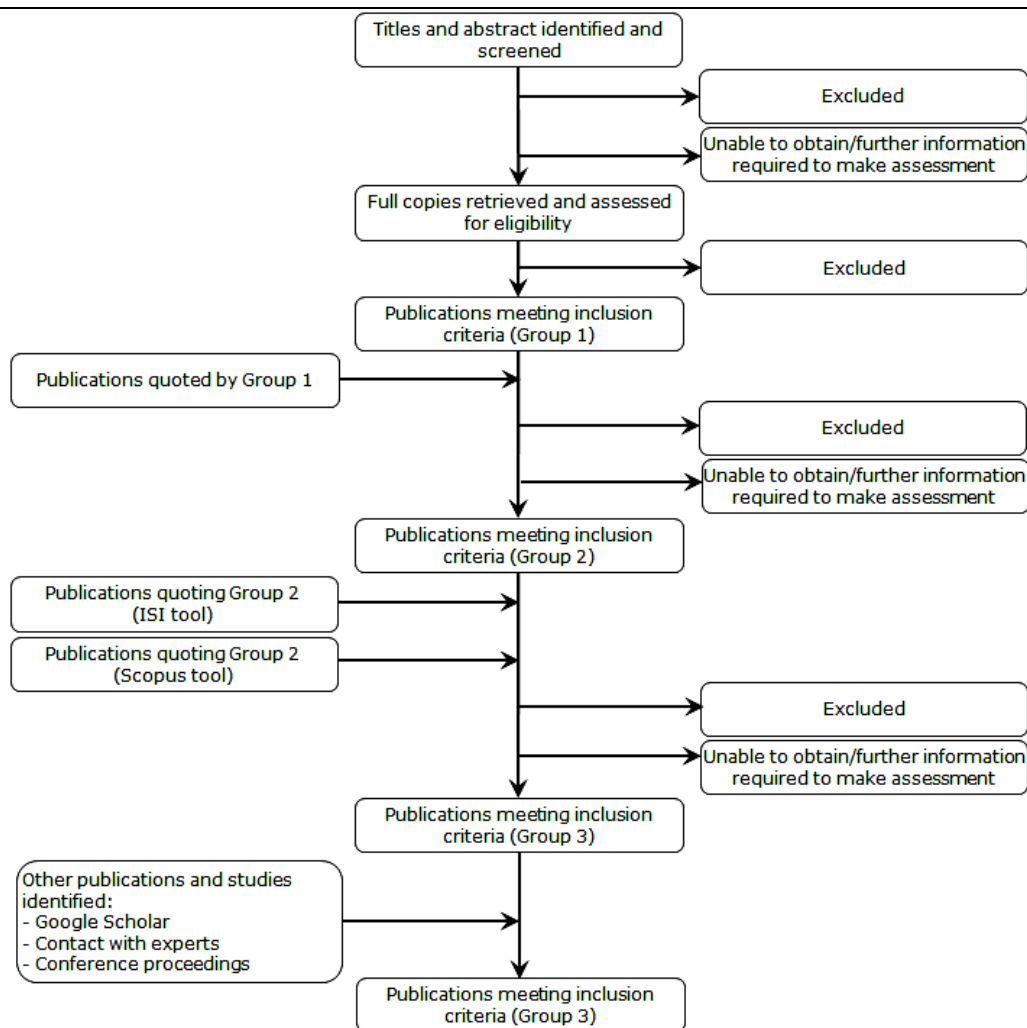 Titles and abstract identified and
screened
Excluded
Unable to obtain/further information
required to make assessment
Full copies retrieved and assessed
for eligibility
Excluded
Publications meeting inclusion
criteria (Group 1)
Publications quoted by Group 1
Excluded
Unable to obtain/further information
required to make assessment
Publications meeting inclusion
criteria (Group 2)
Publications quoting Group 2
(ISI tool)
Publications quoting Group 2
(Scopus tool)
Excluded
Unable to obtain/further information
required to make assessment
Publications meeting inclusion
criteria (Group 3)
Other publications and studies
identified:
- Google Scholar
- Contact with experts
- Conference proceedings
Publications meeting inclusion
criteria (Group 3)